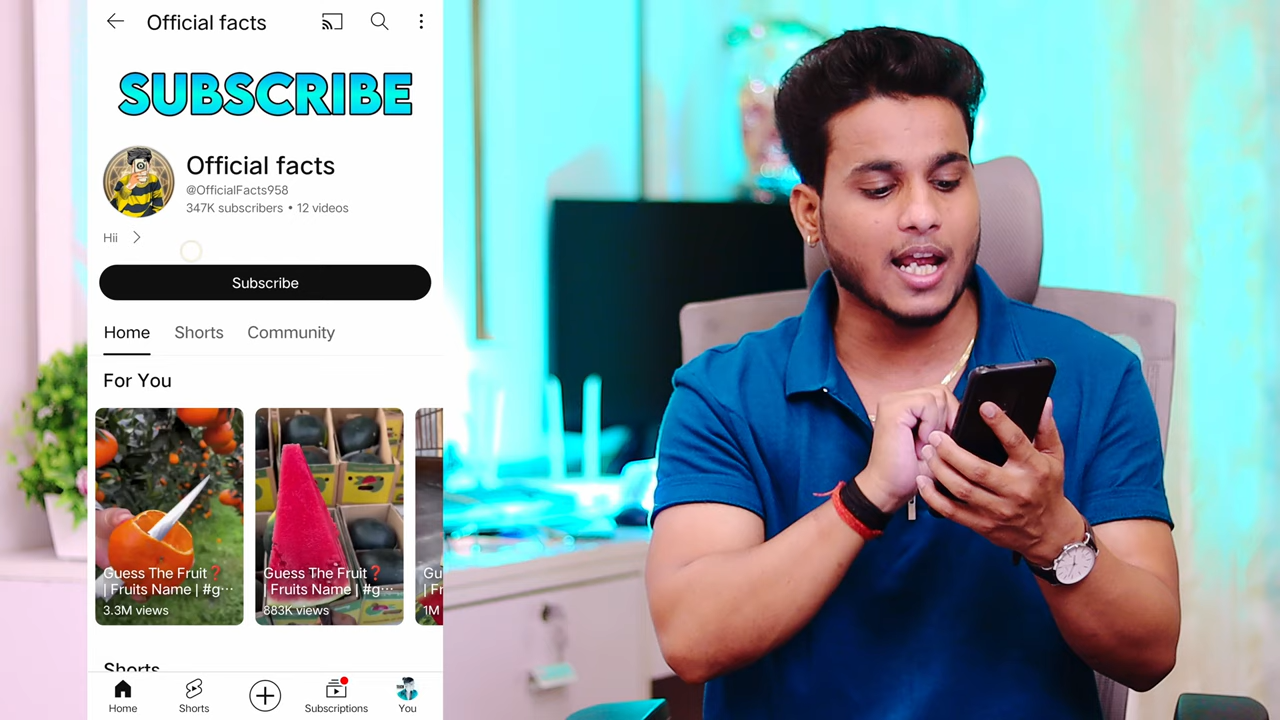 Official facts
SUBSCRIBE
Official facts
@OfficialFacts958
347K subscribers • 12 videos
Hii
Subscribe
Home Shorts Community
For You
Guess The Fruit❓
| Fruits Name | #g...
3.3M views
Guess The Fruit❓
| Fruits Name | #g...
883K views
Gu
| Fr
1M
Shorts
Home Shorts Subscriptions You